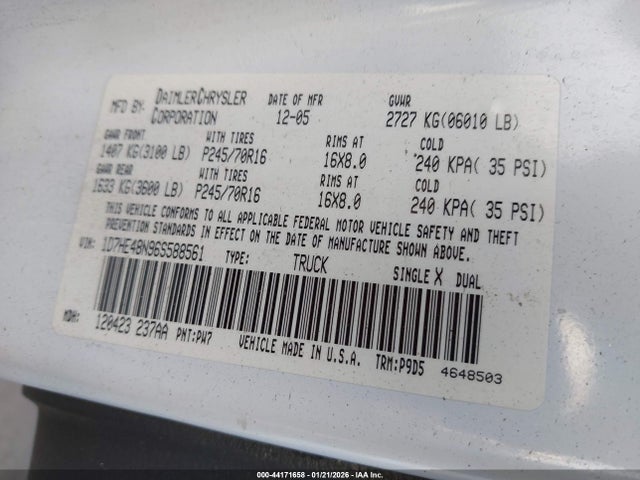 MFD BY: DAIMLERCHRYSLER CORPORATION DATE OF MFR 12-05 GVWR 2727 KG(06010 LB)
GAWR FRONT WITH TIRES RIMS AT COLD
1407 KG(3100 LB) P245/70R16 16X8.0 240 KPA( 35 PSI)
GAWR REAR WITH TIRES RIMS AT COLD
1633 KG(3600 LB) P245/70R16 16X8.0 240 KPA( 35 PSI)
THIS VEHICLE CONFORMS TO ALL APPLICABLE FEDERAL MOTOR VEHICLE SAFETY AND THEFT
PREVENTION STANDARDS IN EFFECT ON THE DATE OF MANUFACTURE SHOWN ABOVE.
VIN: 1D7HE48N96S588561 TYPE: TRUCK SINGLE X DUAL
MDH: 120423 237AA PNT:PW7 VEHICLE MADE IN U.S.A. TRM:P9D5 4648503
000-44171658 - 01/21/2026 - IAA Inc.